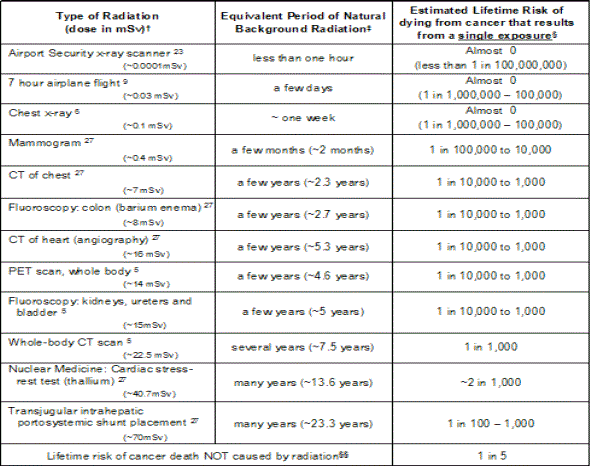 Type of Radiation
(dose in mSv)†
Equivalent Period of Natural
Background Radiation‡
Estimated Lifetime Risk of
dying from cancer that results
from a single exposure§
Airport Security x-ray scanner 23
(~0.0001mSv)
less than one hour
Almost 0
(less than 1 in 100,000,000)
7 hour airplane flight 9
(~0.03 mSv)
a few days
Almost 0
(1 in 1,000,000 – 100,000)
Chest x-ray 5
(~0.1 mSv)
~ one week
Almost 0
(1 in 1,000,000 – 100,000)
Mammogram 27
(~0.4 mSv)
a few months (~2 months)
1 in 100,000 to 10,000
CT of chest 27
(~7 mSv)
a few years (~2.3 years)
1 in 10,000 to 1,000
Fluoroscopy: colon (barium enema) 27
(~8mSv)
a few years (~2.7 years)
1 in 10,000 to 1,000
CT of heart (angiography) 27
(~16 mSv)
a few years (~5.3 years)
1 in 10,000 to 1,000
PET scan, whole body 5
(~14 mSv)
a few years (~4.6 years)
1 in 10,000 to 1,000
Fluoroscopy: kidneys, ureters and
bladder 5
(~15mSv)
a few years (~5 years)
1 in 10,000 to 1,000
Whole-body CT scan 5
(~22.5 mSv)
several years (~7.5 years)
1 in 1,000
Nuclear Medicine: Cardiac stress-
rest test (thallium) 27
(~40.7mSv)
many years (~13.6 years)
~2 in 1,000
Transjugular intrahepatic
portosystemic shunt placement 27
(~70mSv)
many years (~23.3 years)
1 in 100 – 1,000
Lifetime risk of cancer death NOT caused by radiation§§
1 in 5